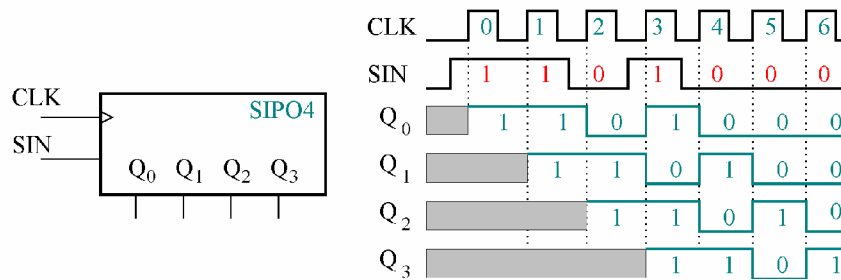 CLK
SIN
SIPO4
Q0 Q1 Q2 Q3
CLK 0 1 2 3 4 5 6
SIN 1 1 0 1 0 0 0
Q0 1 1 0 1 0 0 0
Q1 1 1 0 1 0 0
Q2 1 1 0 1 0
Q3 1 1 0 1